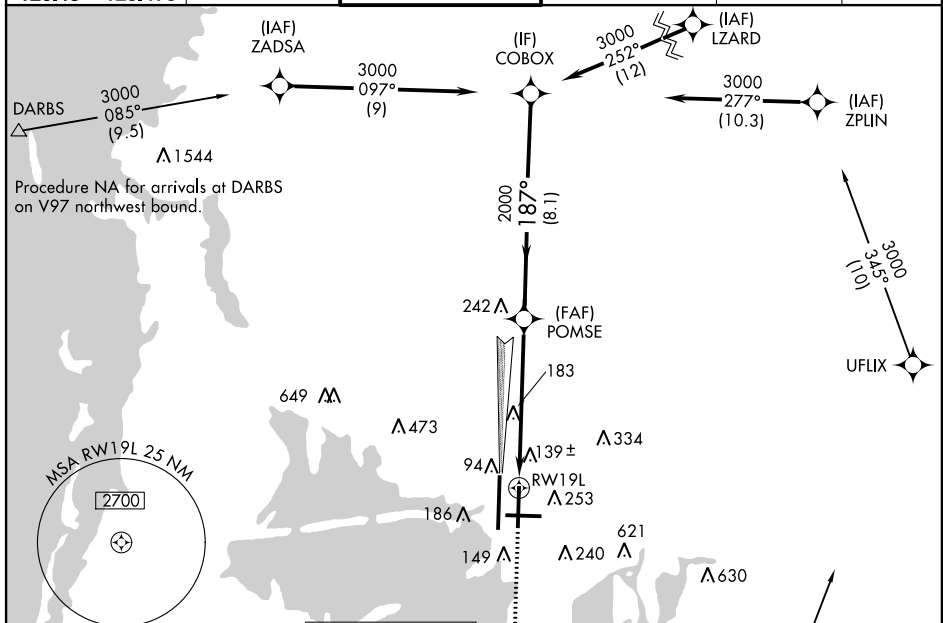 (IAF)
ZADSA
(IF)
COBOX
(IAF)
LZARD
3000
252°
(12)
3000
097°
(9)
3000
277°
(10.3)
(IAF)
ZPLIN
DARBS
3000
085°
(9.5)
1544
Procedure NA for arrivals at DARBS
on V97 northwest bound.
2000
187°
(8.1)
3000
345°
(10)
242
(FAF)
POMSE
UFLIX
183
649
473
334
139±
94
RW19L
253
MSA RW19L 25 NM
2700
186
149
240
621
630